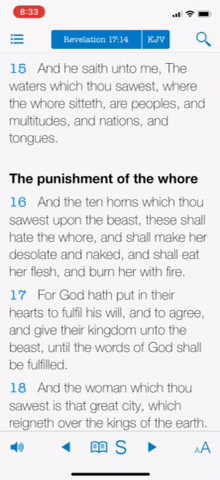 8:33
Revelation 17:14 KJV
15 And he saith unto me, The
waters which thou sawest, where
the whore sitteth, are peoples, and
multitudes, and nations, and
tongues.
The punishment of the whore
16 And the ten horns which thou
sawest upon the beast, these shall
hate the whore, and shall make her
desolate and naked, and shall eat
her flesh, and burn her with fire.
17 For God hath put in their
hearts to fulfil his will, and to agree,
and give their kingdom unto the
beast, until the words of God shall
be fulfilled.
18 And the woman which thou
sawest is that great city, which
reigneth over the kings of the earth.
S AA